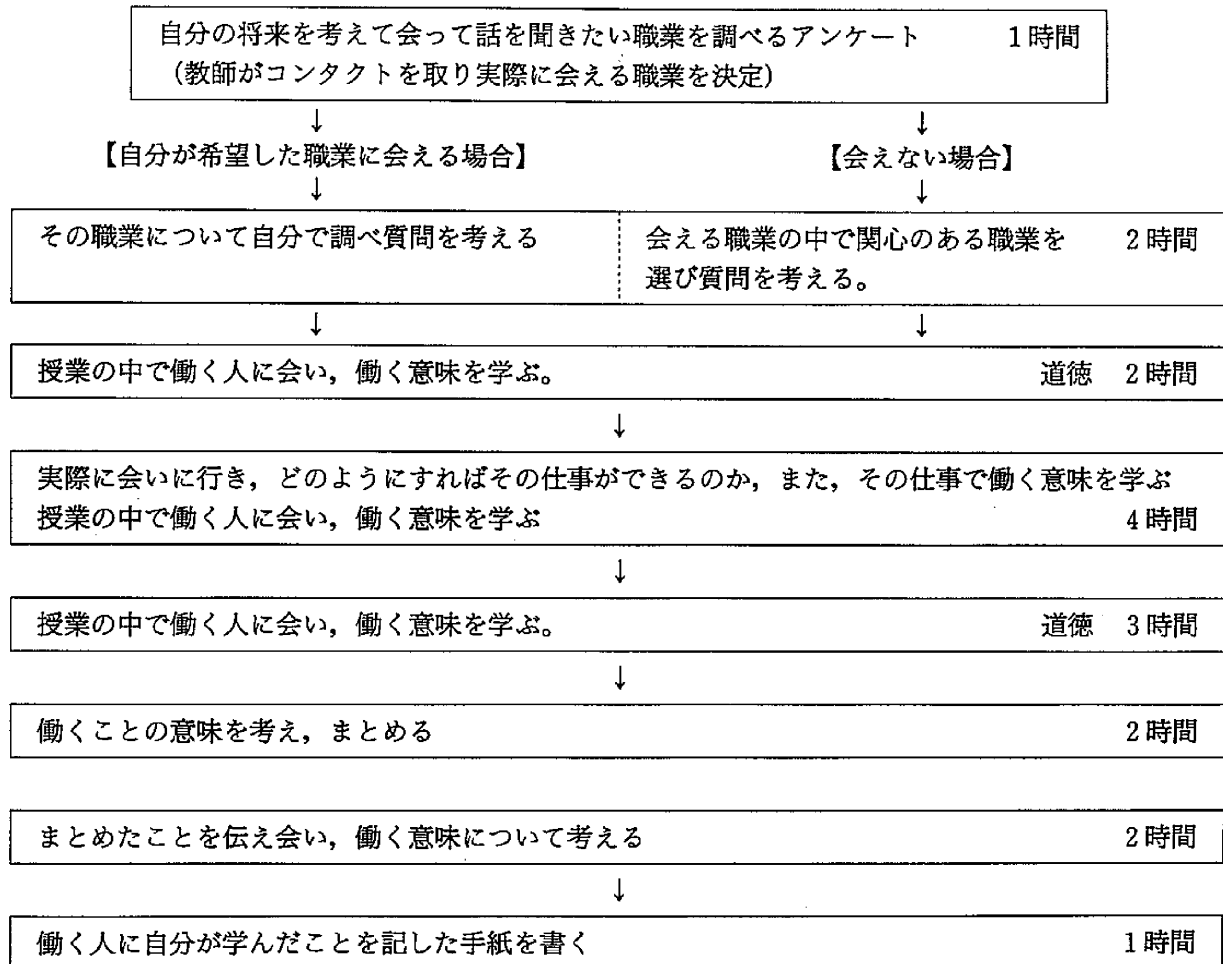 自分の将来を考えて会って話を聞きたい職業を調べるアンケート 1時間
（教師がコンタクトを取り実際に会える職業を決定）
↓ ↓
【自分が希望した職業に会える場合】 【会えない場合】
↓ ↓
その職業について自分で調べ質問を考える 会える職業の中で関心のある職業を 2時間
選び質問を考える。
↓ ↓
授業の中で働く人に会い，働く意味を学ぶ。 道徳 2時間
↓
実際に会いに行き，どのようにすればその仕事ができるのか，また，その仕事で働く意味を学ぶ
授業の中で働く人に会い，働く意味を学ぶ 4時間
↓
授業の中で働く人に会い，働く意味を学ぶ。 道徳 3時間
↓
働くことの意味を考え，まとめる 2時間
まとめたことを伝え会い，働く意味について考える 2時間
↓
働く人に自分が学んだことを記した手紙を書く 1時間